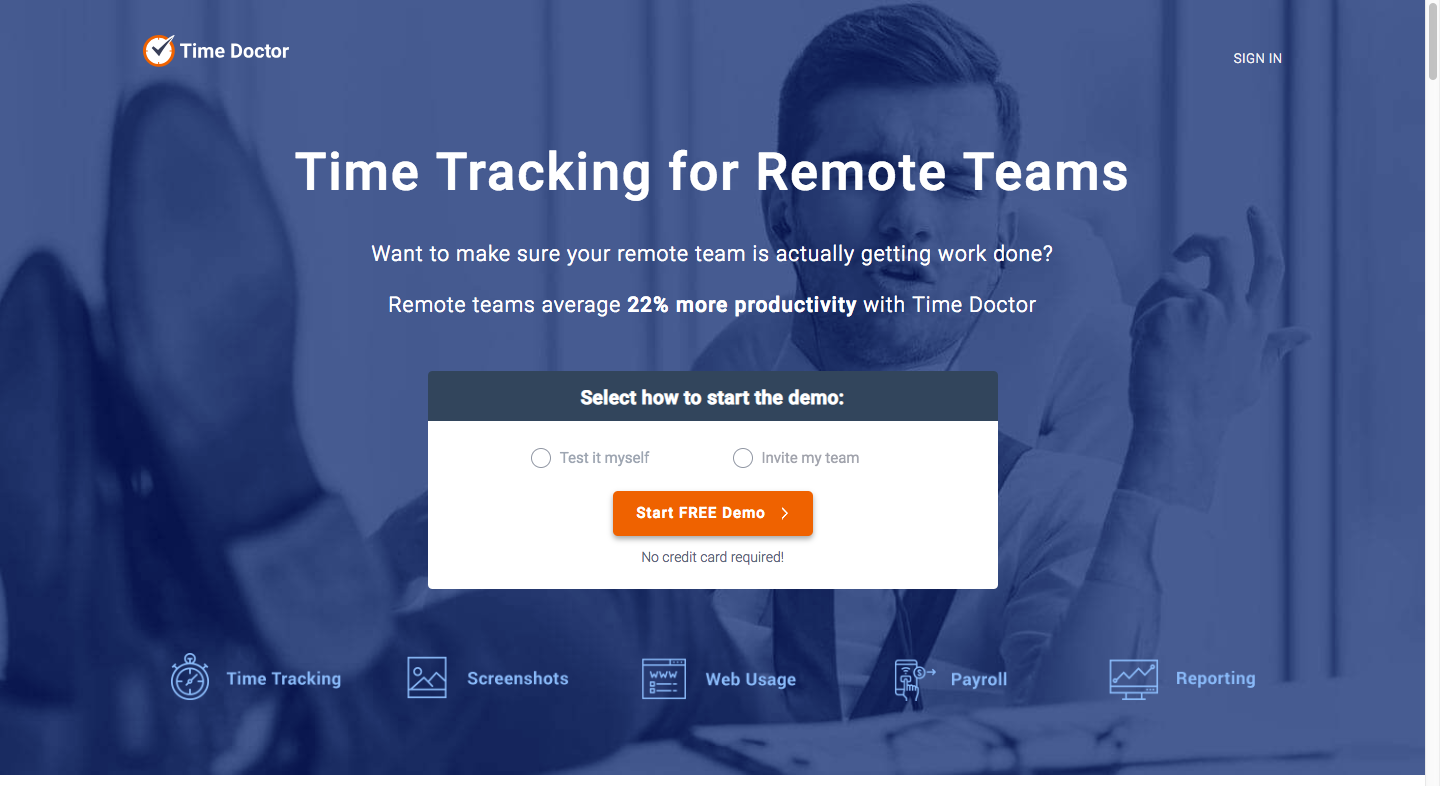 Time Doctor
SIGN IN
Time Tracking for Remote Teams
Want to make sure your remote team is actually getting work done?
Remote teams average 22% more productivity with Time Doctor
Select how to start the demo:
Test it myself
Invite my team
Start FREE Demo
No credit card required!
Time Tracking
Screenshots
WWW
Web Usage
$
Payroll
Reporting